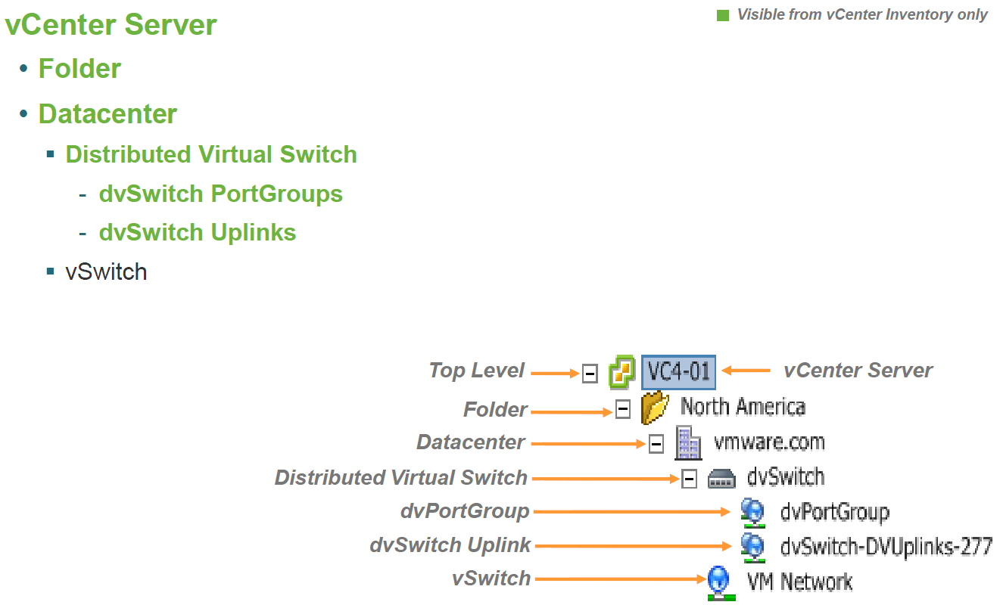 vCenter Server
Visible from vCenter Inventory only
• Folder
• Datacenter
▪ Distributed Virtual Switch
- dvSwitch PortGroups
- dvSwitch Uplinks
▪ vSwitch
Top Level VC4-01 vCenter Server
Folder North America
Datacenter vmware.com
Distributed Virtual Switch dvSwitch
dvPortGroup dvPortGroup
dvSwitch Uplink dvSwitch-DVUplinks-277
vSwitch VM Network